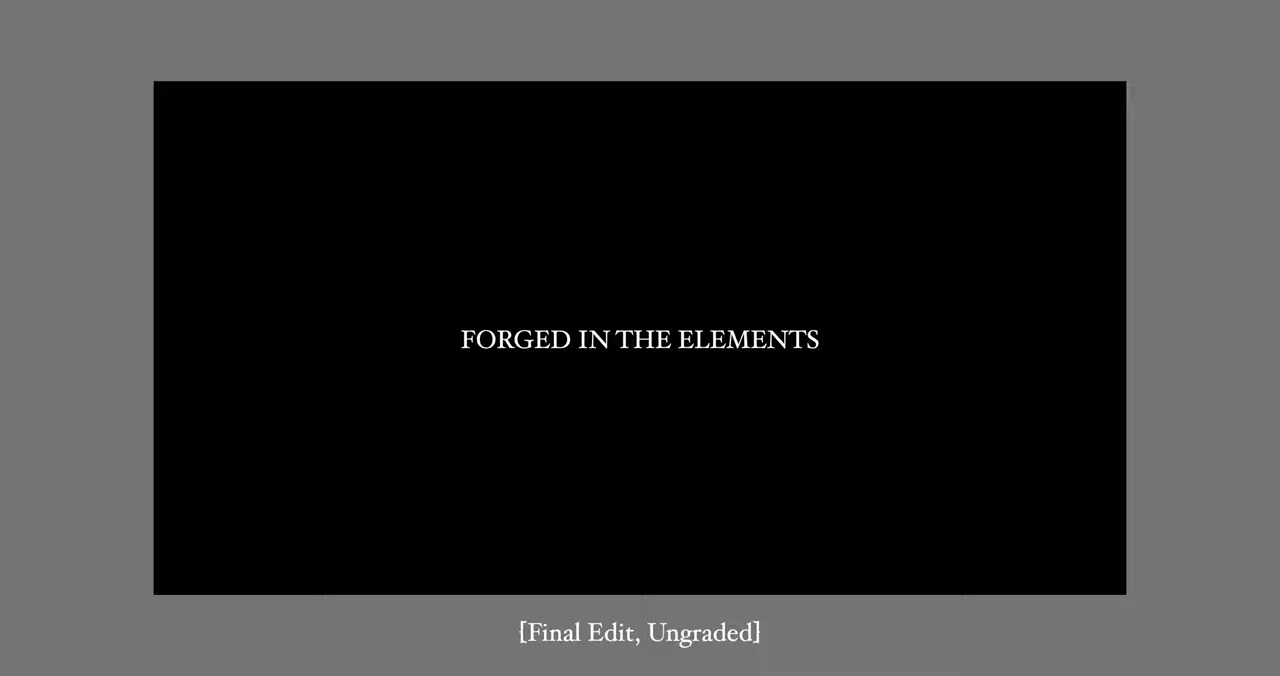 FORGED IN THE ELEMENTS
[Final Edit, Ungraded]